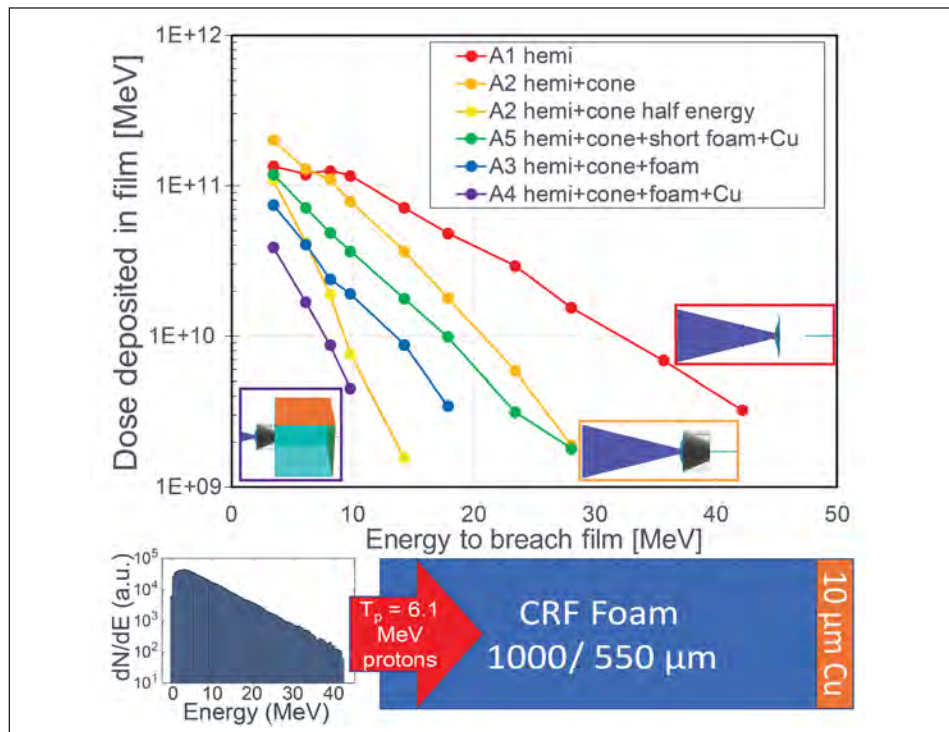 1E+12
1E+11
1E+10
1E+09
Dose deposited in film [MeV]
A1 hemi
A2 hemi+cone
A2 hemi+cone half energy
A5 hemi+cone+short foam+Cu
A3 hemi+cone+foam
A4 hemi+cone+foam+Cu
0 10 20 30 40 50
Energy to breach film [MeV]
dN/dE (a.u.)
10⁵
10⁴
10³
10²
10¹
0 10 20 30 40
Energy (MeV)
Tₚ = 6.1
MeV
protons
CRF Foam
1000/ 550 μm
10 μm Cu